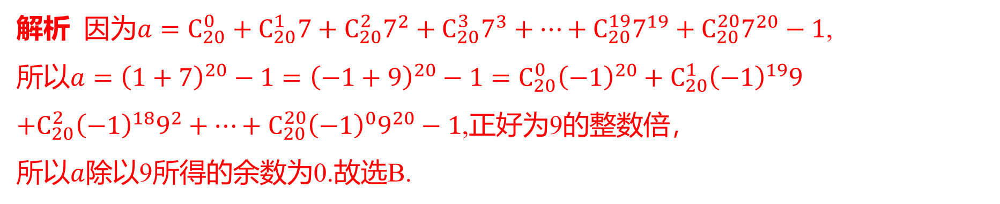 解析 因为$a = \mathrm{C}_{20}^{0} + \mathrm{C}_{20}^{1}7 + \mathrm{C}_{20}^{2}7^{2} + \mathrm{C}_{20}^{3}7^{3} + \cdots + \mathrm{C}_{20}^{19}7^{19} + \mathrm{C}_{20}^{20}7^{20} - 1$,
所以$a = (1 + 7)^{20} - 1 = (-1 + 9)^{20} - 1 = \mathrm{C}_{20}^{0}(-1)^{20} + \mathrm{C}_{20}^{1}(-1)^{19}9$
$+\mathrm{C}_{20}^{2}(-1)^{18}9^{2} + \cdots + \mathrm{C}_{20}^{20}(-1)^{0}9^{20} - 1$,正好为9的整数倍,
所以$a$除以9所得的余数为0.故选B.